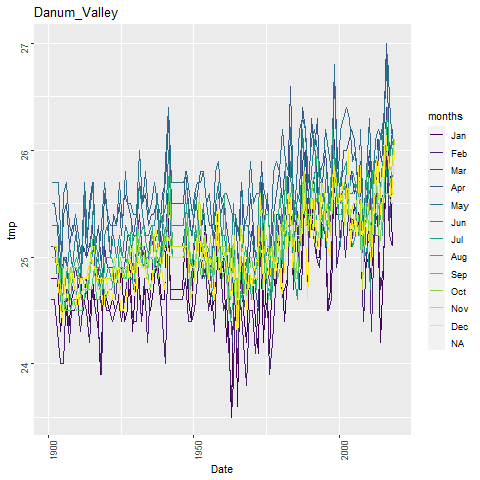 Danum_Valley
27
26
25
24
tmp
1900
1950
2000
Date
months
Jan
Feb
Mar
Apr
May
Jun
Jul
Aug
Sep
Oct
Nov
Dec
NA